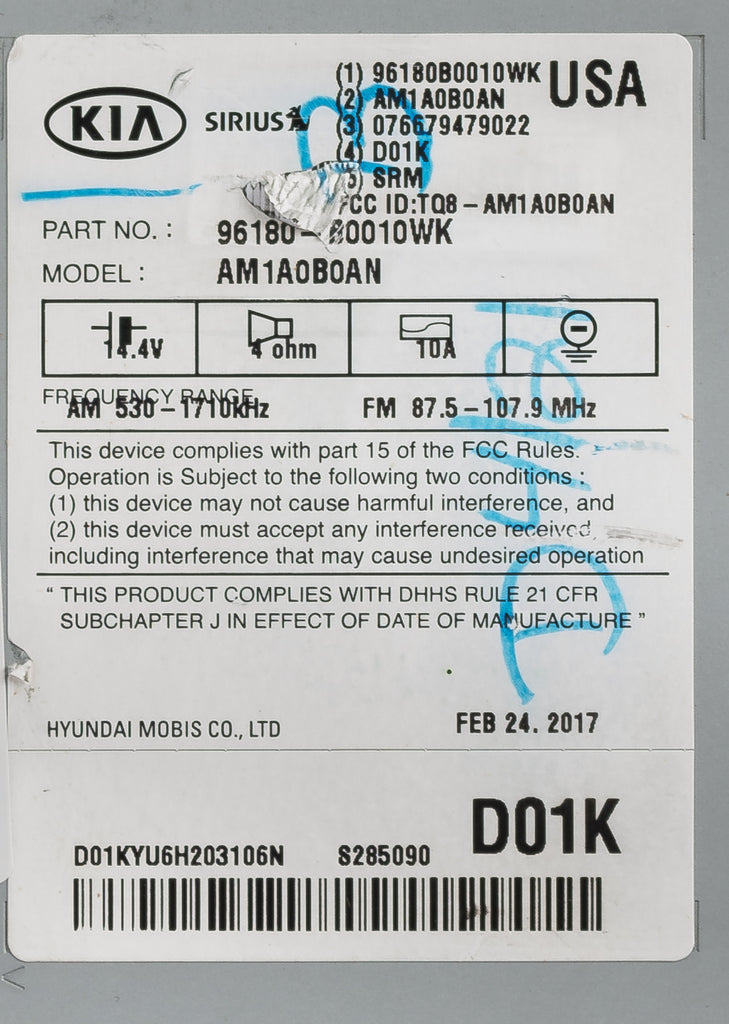 KIA
SIRIUS
(1) 96180B0010WK USA
(2) AM1A0B0AN
(3) 076679479022
(4) D01K
5) SRM
FCC ID:TQ8-AM1A0B0AN
PART NO. : 96180-B0010WK
MODEL : AM1A0B0AN
14.4V 4 ohm 10A
FREQUENCY RANGE
AM 530-1710kHz FM 87.5-107.9 MHz
This device complies with part 15 of the FCC Rules.
Operation is Subject to the following two conditions :
(1) this device may not cause harmful interference, and
(2) this device must accept any interference received,
including interference that may cause undesired operation
“ THIS PRODUCT COMPLIES WITH DHHS RULE 21 CFR
SUBCHAPTER J IN EFFECT OF DATE OF MANUFACTURE ”
HYUNDAI MOBIS CO., LTD FEB 24. 2017
D01K
D01KYU6H203106N S285090